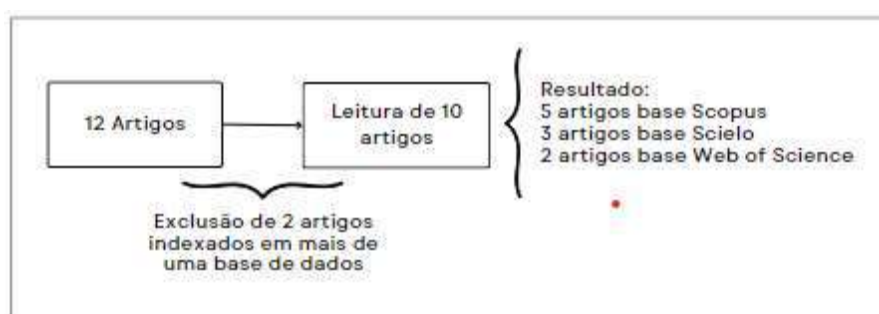 12 Artigos
Leitura de 10
artigos
Exclusão de 2 artigos
indexados em mais de
uma base de dados
Resultado:
5 artigos base Scopus
3 artigos base Scielo
2 artigos base Web of Science